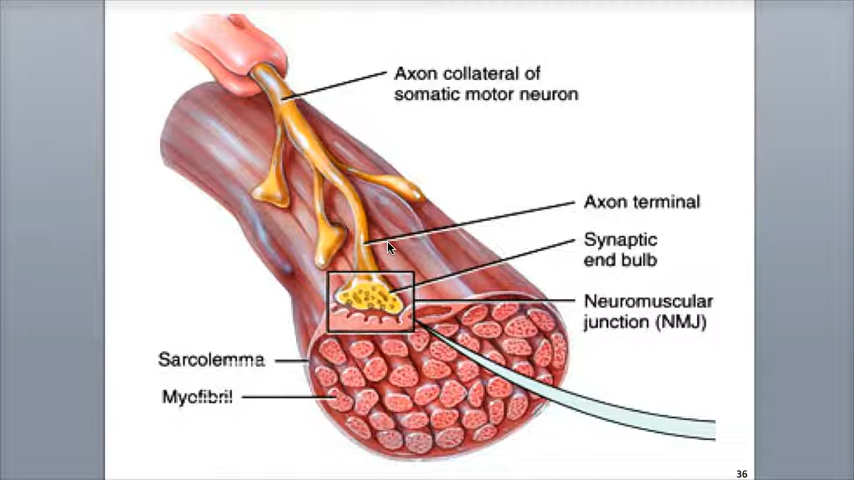 Axon collateral of
somatic motor neuron
Axon terminal
Synaptic
end bulb
Neuromuscular
junction (NMJ)
Sarcolemma
Myofibril
36